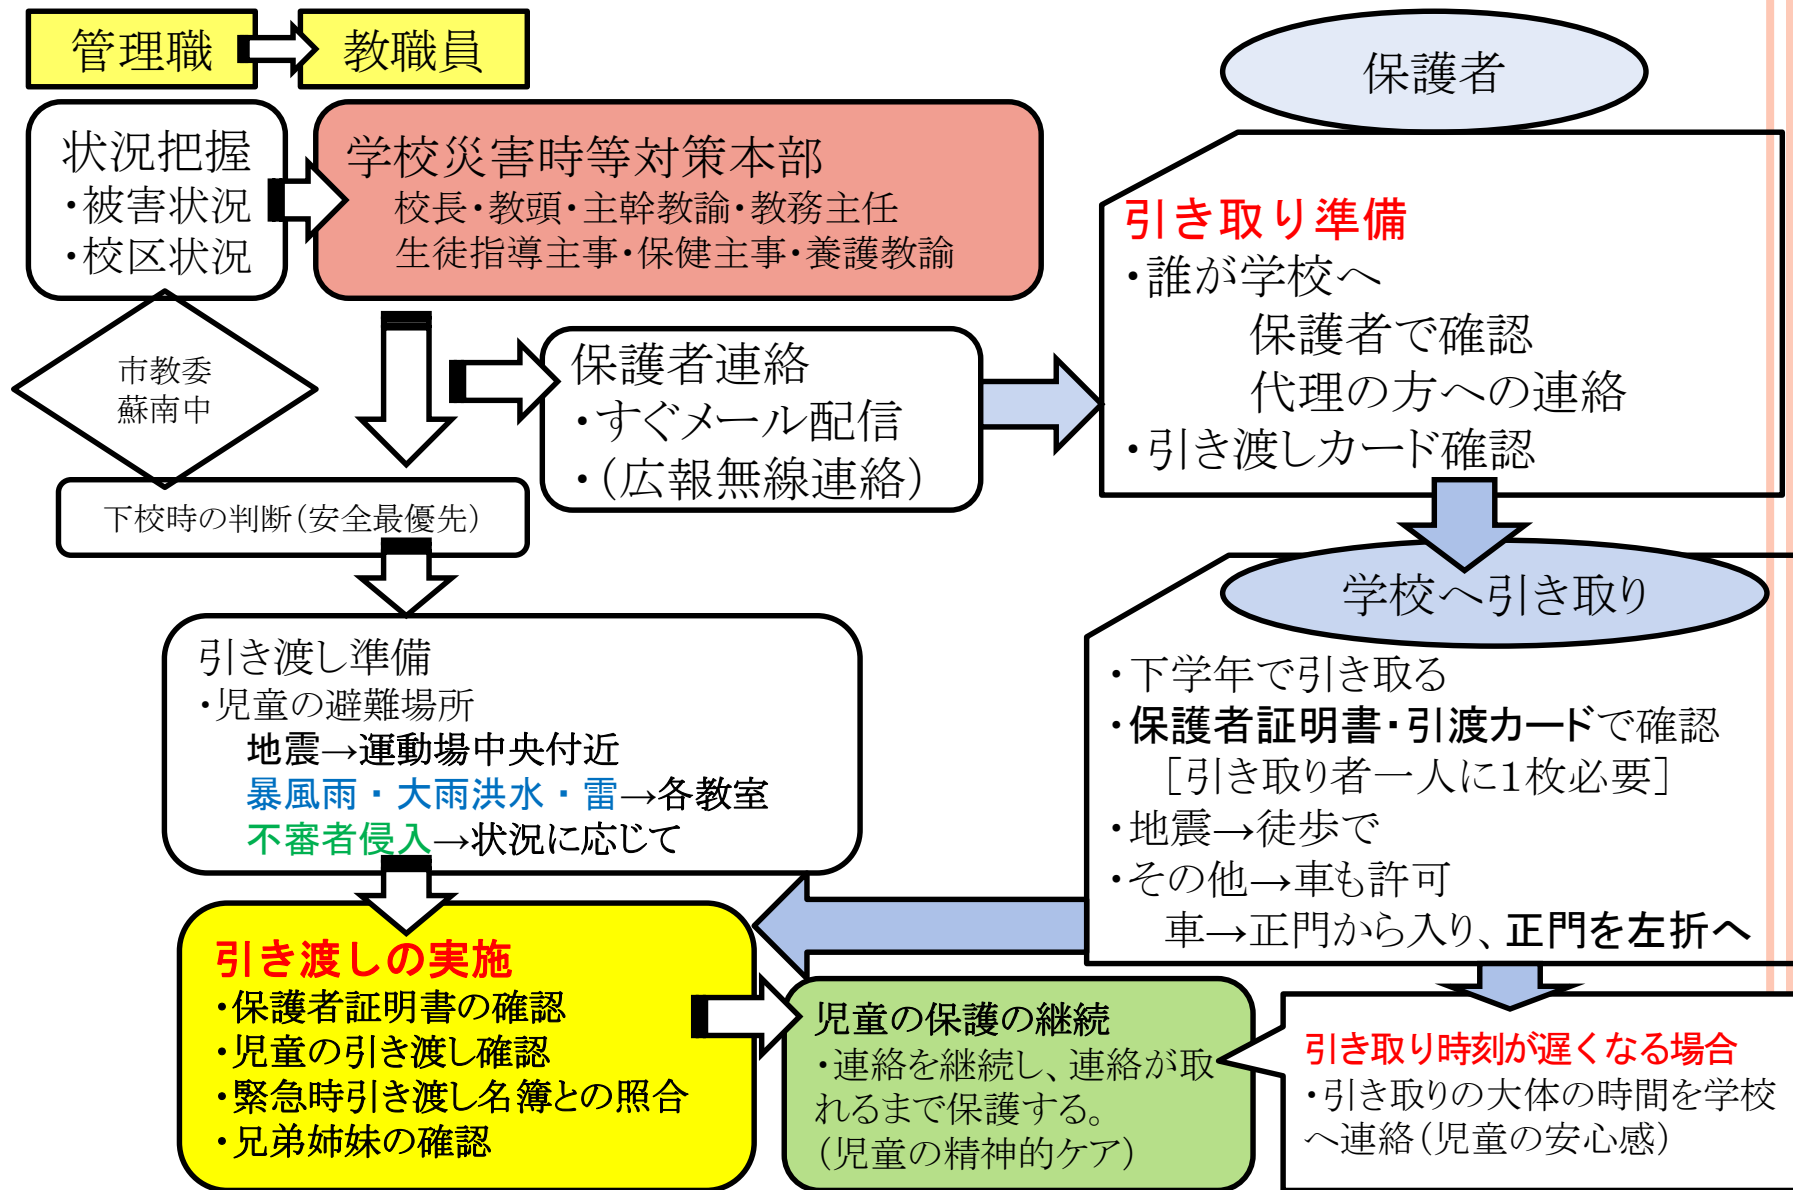 管理職
教職員
状況把握
・被害状況
・校区状況
学校災害時等対策本部
校長・教頭・主幹教諭・教務主任
生徒指導主事・保健主事・養護教諭
市教委
蘇南中
保護者連絡
・すぐメール配信
・（広報無線連絡）
下校時の判断（安全最優先）
引き渡し準備
・児童の避難場所
地震→運動場中央付近
暴風雨・大雨洪水・雷→各教室
不審者侵入→状況に応じて
引き渡しの実施
・保護者証明書の確認
・児童の引き渡し確認
・緊急時引き渡し名簿との照合
・兄弟姉妹の確認
児童の保護の継続
・連絡を継続し、連絡が取
れるまで保護する。
（児童の精神的ケア）
保護者
引き取り準備
・誰が学校へ
保護者で確認
代理の方への連絡
・引き渡しカード確認
学校へ引き取り
・下学年で引き取る
・保護者証明書・引渡カードで確認
［引き取り者一人に１枚必要］
・地震→徒歩で
・その他→車も許可
車→正門から入り、正門を左折へ
引き取り時刻が遅くなる場合
・引き取りの大体の時間を学校
へ連絡（児童の安心感）